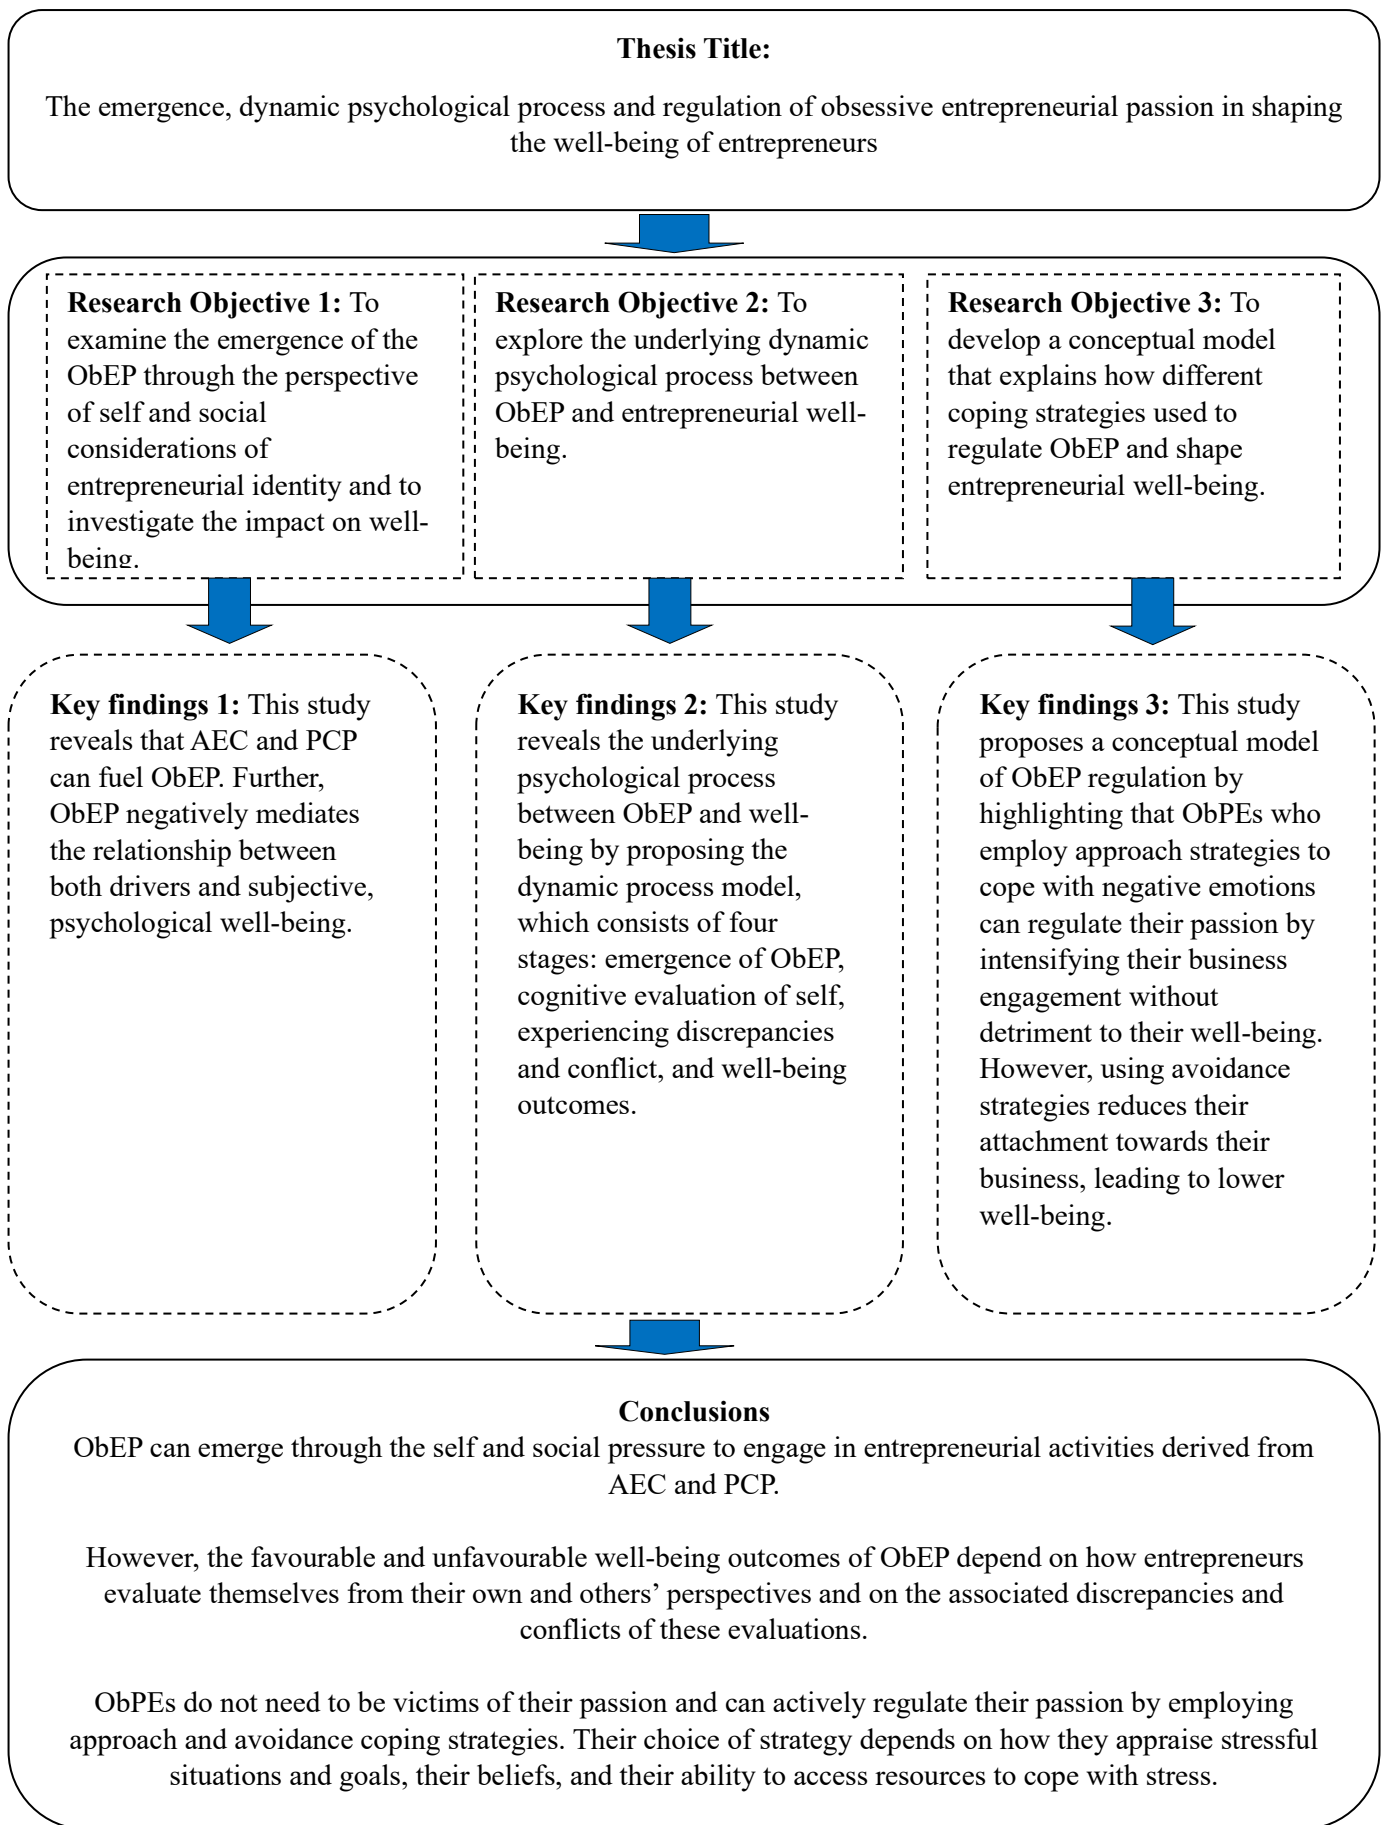 Thesis Title:
The emergence, dynamic psychological process and regulation of obsessive entrepreneurial passion in shaping
the well-being of entrepreneurs
Research Objective 1: To
examine the emergence of the
ObEP through the perspective
of self and social
considerations of
entrepreneurial identity and to
investigate the impact on well-
being.
Research Objective 2: To
explore the underlying dynamic
psychological process between
ObEP and entrepreneurial well-
being.
Research Objective 3: To
develop a conceptual model
that explains how different
coping strategies used to
regulate ObEP and shape
entrepreneurial well-being.
Key findings 1: This study
reveals that AEC and PCP
can fuel ObEP. Further,
ObEP negatively mediates
the relationship between
both drivers and subjective,
psychological well-being.
Key findings 2: This study
reveals the underlying
psychological process
between ObEP and well-
being by proposing the
dynamic process model,
which consists of four
stages: emergence of ObEP,
cognitive evaluation of self,
experiencing discrepancies
and conflict, and well-being
outcomes.
Key findings 3: This study
proposes a conceptual model
of ObEP regulation by
highlighting that ObPEs who
employ approach strategies to
cope with negative emotions
can regulate their passion by
intensifying their business
engagement without
detriment to their well-being.
However, using avoidance
strategies reduces their
attachment towards their
business, leading to lower
well-being.
Conclusions
ObEP can emerge through the self and social pressure to engage in entrepreneurial activities derived from
AEC and PCP.
However, the favourable and unfavourable well-being outcomes of ObEP depend on how entrepreneurs
evaluate themselves from their own and others’ perspectives and on the associated discrepancies and
conflicts of these evaluations.
ObPEs do not need to be victims of their passion and can actively regulate their passion by employing
approach and avoidance coping strategies. Their choice of strategy depends on how they appraise stressful
situations and goals, their beliefs, and their ability to access resources to cope with stress.